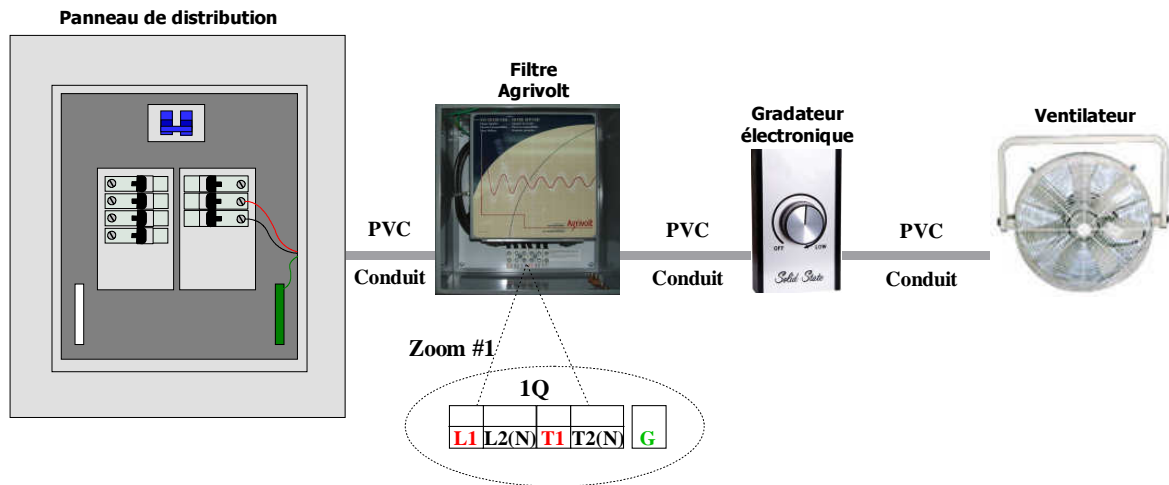 Panneau de distribution
Filtre
Agrivolt
Gradateur
électronique
Ventilateur
Agrivolt
OFF
LOW
Solid State
PVC
Conduit
PVC
Conduit
PVC
Conduit
Zoom #1
1Q
L1 L2(N) T1 T2(N) G